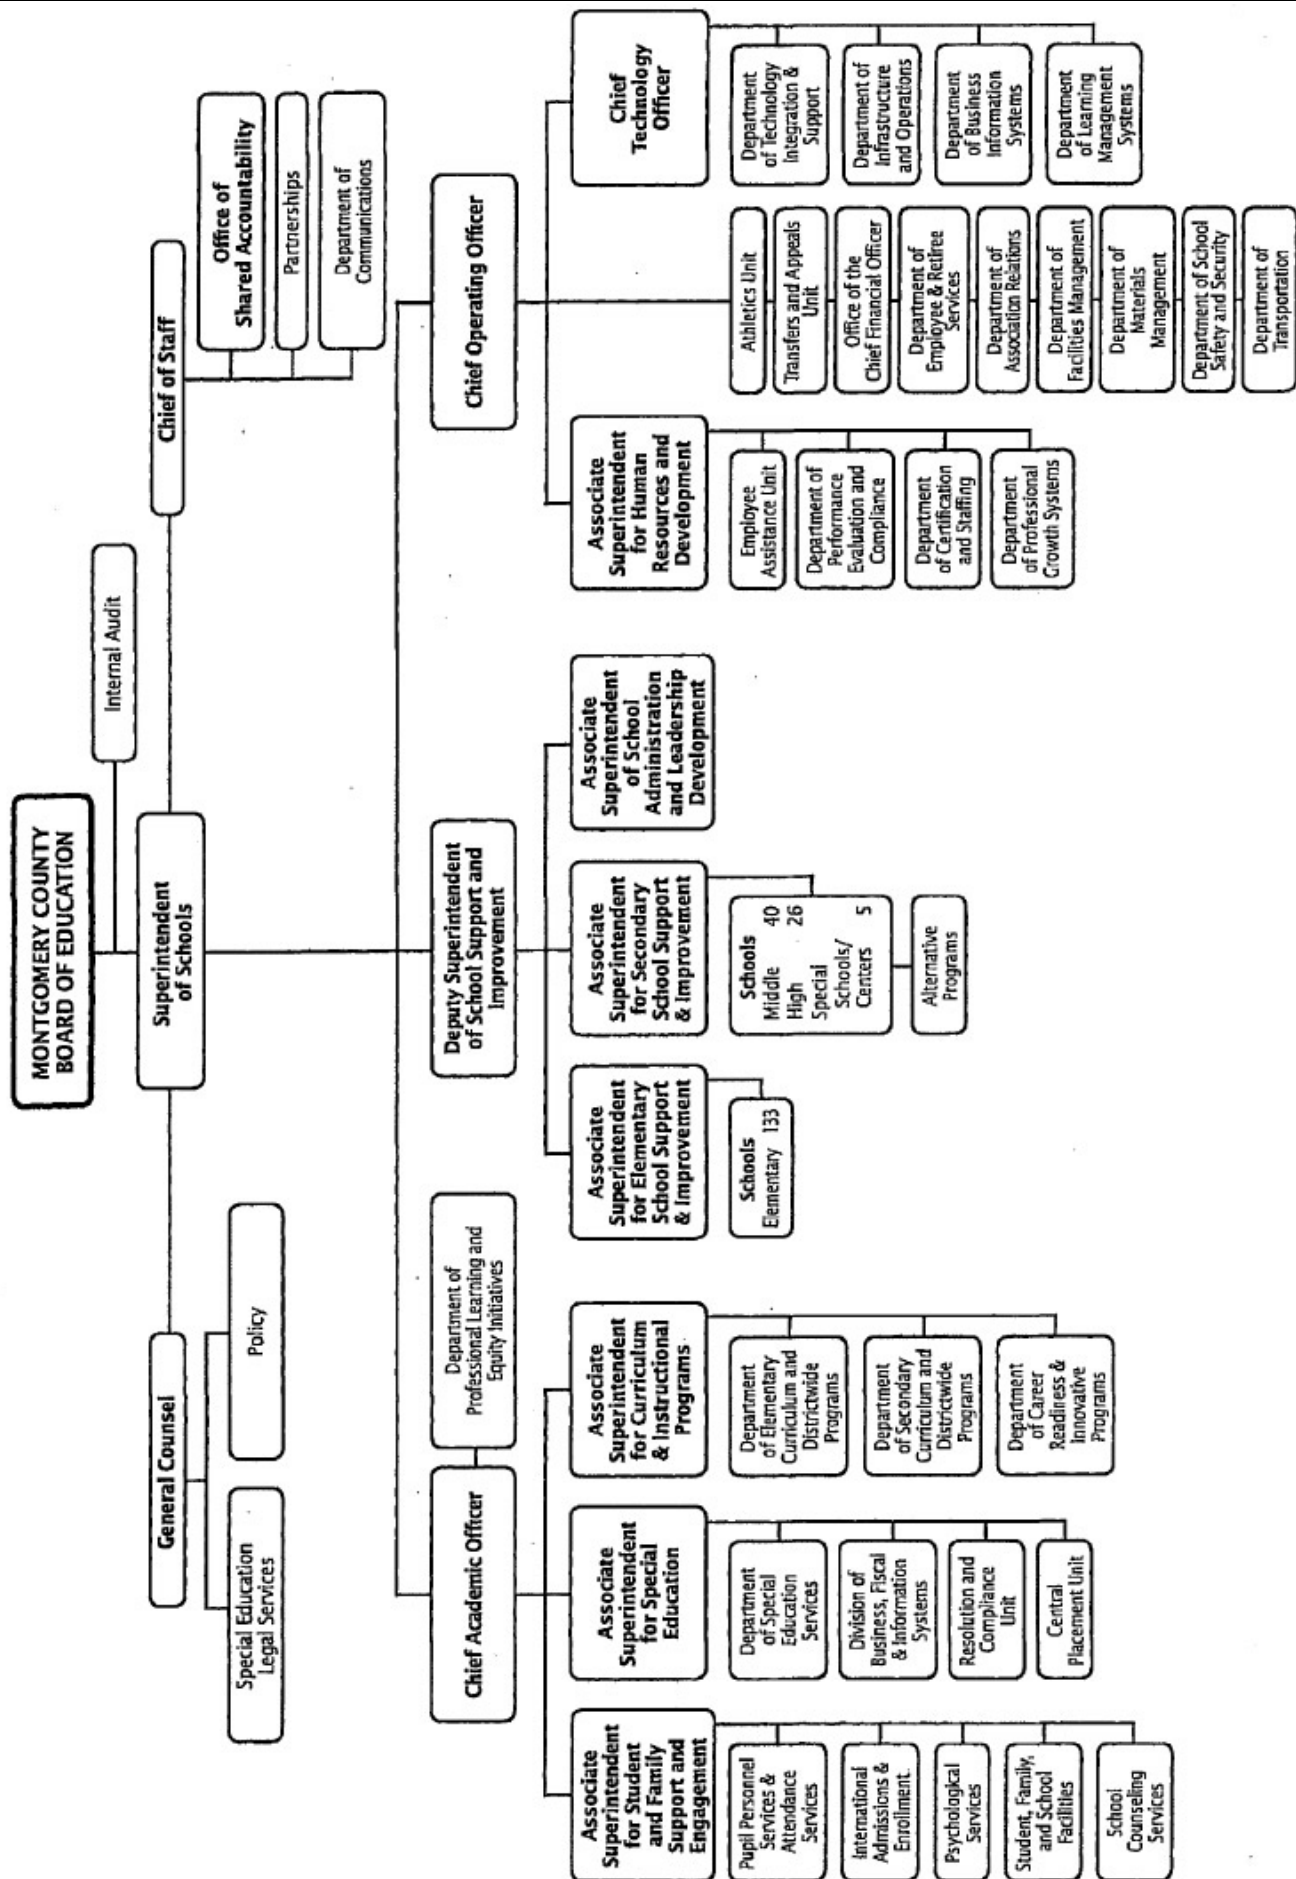 MONTGOMERY COUNTY
BOARD OF EDUCATION
Internal Audit
Superintendent
of Schools
General Counsel
Special Education
Legal Services
Policy
Chief of Staff
Office of
Shared Accountability
Partnerships
Department of
Communications
Chief Academic Officer
Department of
Professional Learning and
Equity Initiatives
Deputy Superintendent
of School Support and
Improvement
Chief Operating Officer
Associate
Superintendent
for Student
and Family
Support and
Engagement
Pupil Personnel
Services &
Attendance
Services
International
Admissions &
Enrollment.
Psychological
Services
Student, Family,
and School
Facilities
School
Counseling
Services
Associate
Superintendent
for Special
Education
Department
of Special
Education
Services
Division of
Business, Fiscal
& Information
Systems
Resolution and
Compliance
Unit
Central
Placement Unit
Associate
Superintendent
for Curriculum
& Instructional
Programs
Department
of Elementary
Curriculum and
Districtwide
Programs
Department
of Secondary
Curriculum and
Districtwide
Programs
Department
of Career
Readiness &
Innovative
Programs
Associate
Superintendent
for Elementary
School Support
& Improvement
Schools
Elementary 133
Associate
Superintendent
for Secondary
School Support
& Improvement
Schools
Middle 40
High 26
Special
Schools/
Centers 5
Alternative
Programs
Associate
Superintendent
of School
Administration
and Leadership
Development
Associate
Superintendent
for Human
Resources and
Development
Employee
Assistance Unit
Department of
Performance
Evaluation and
Compliance
Department
of Certification
and Staffing
Department
of Professional
Growth Systems
Athletics Unit
Transfers and Appeals
Unit
Office of the
Chief Financial Officer
Department of
Employee & Retiree
Services
Department of
Association Relations
Department of
Facilities Management
Department of
Materials
Management
Department of School
Safety and Security
Department of
Transportation
Chief
Technology
Officer
Department
of Technology
Integration &
Support
Department of
Infrastructure
and Operations
Department
of Business
Information
Systems
Department
of Learning
Management
Systems